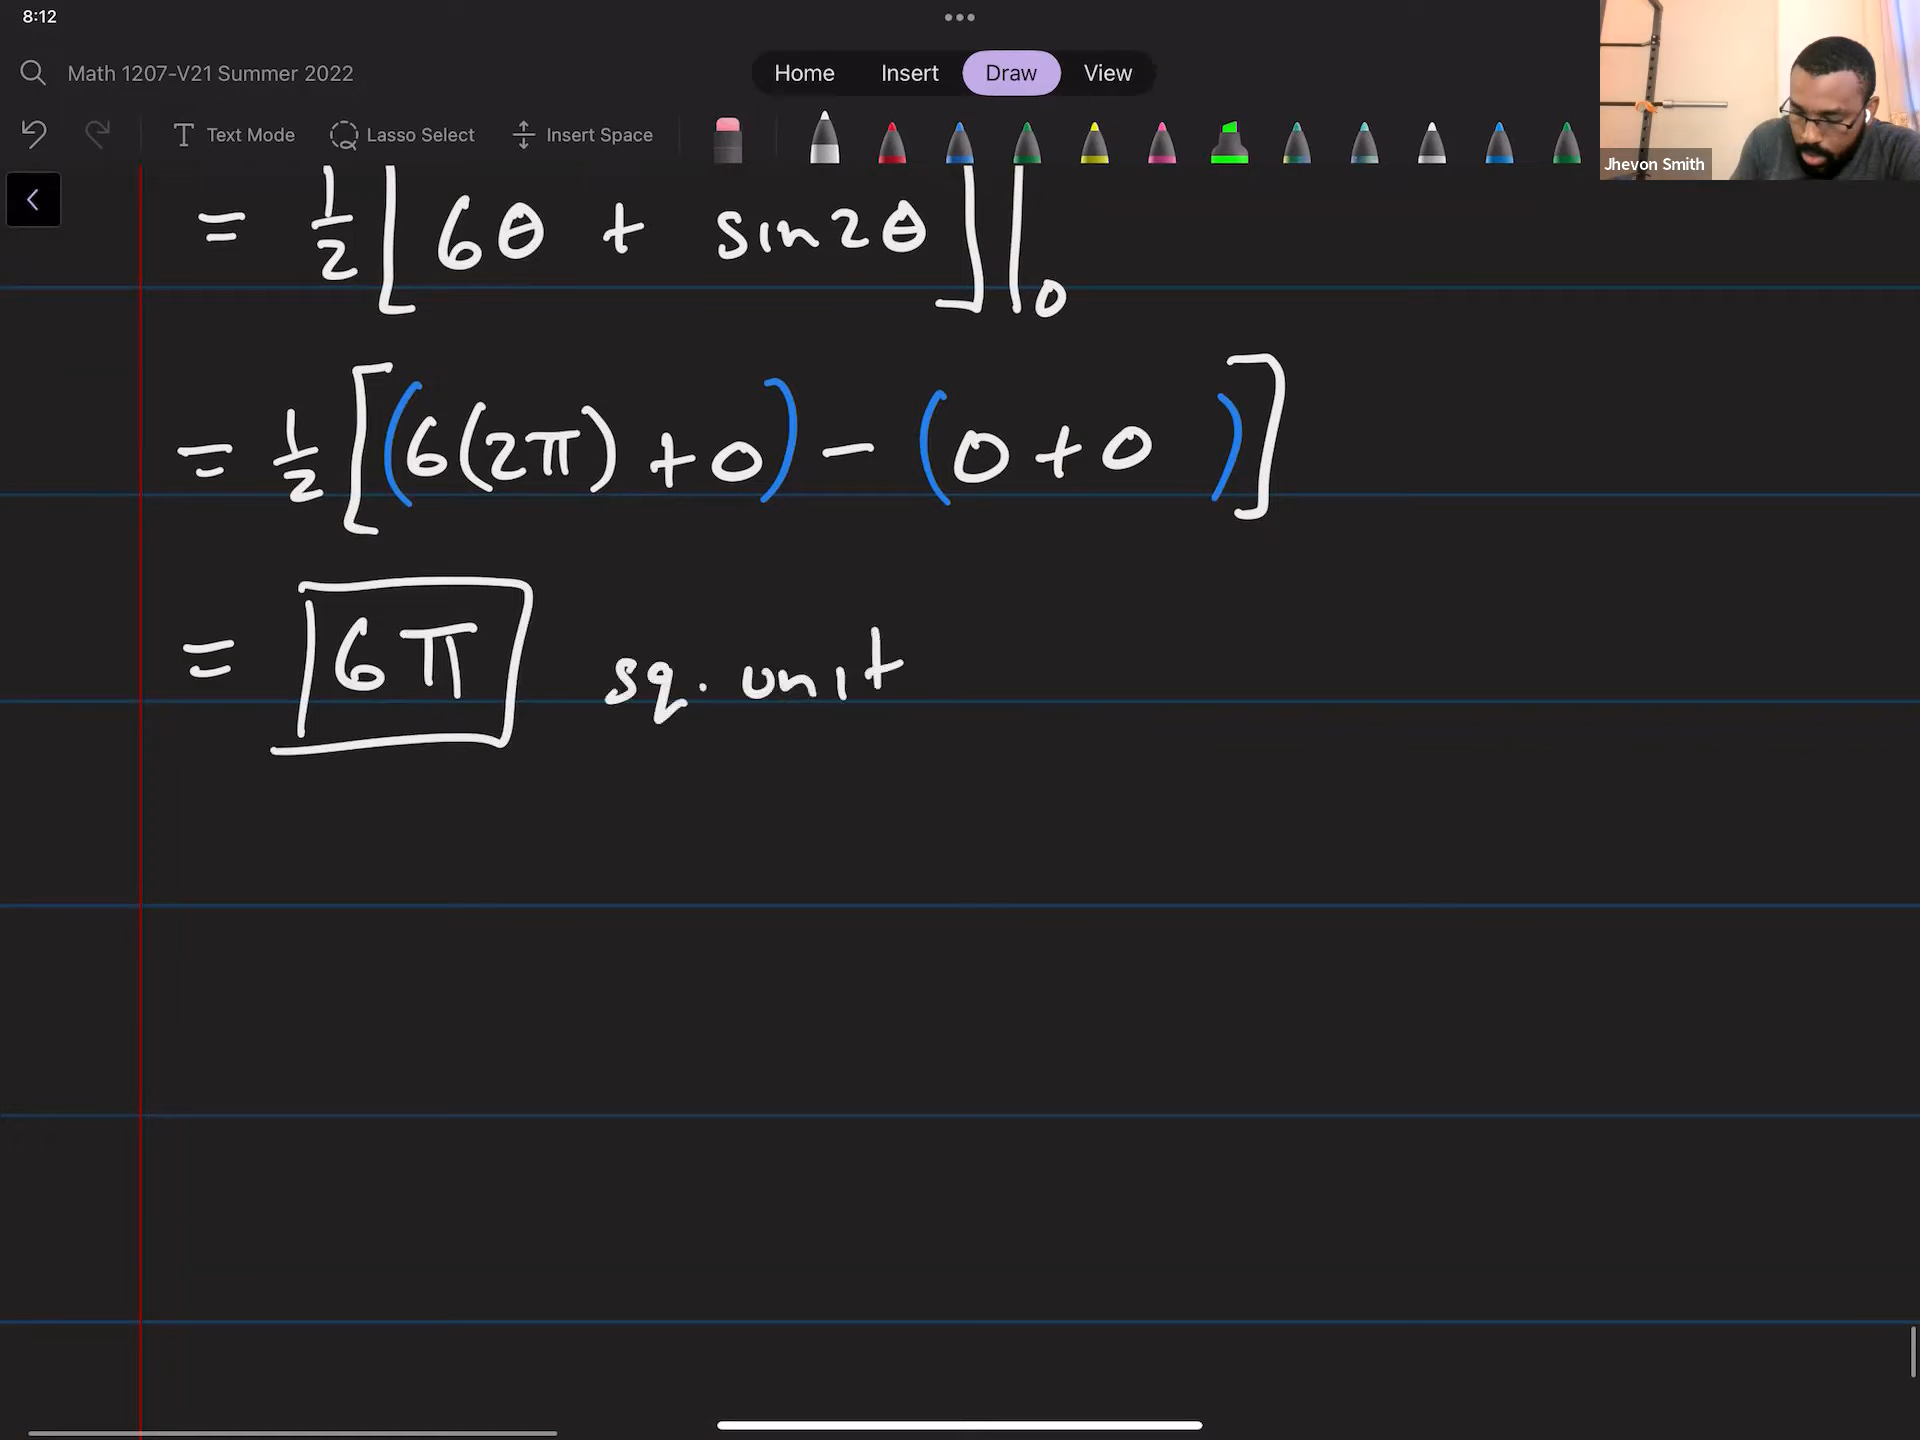 8:12
Math 1207-V21 Summer 2022
Home Insert Draw View
Text Mode Lasso Select Insert Space
Jhevon Smith
= 1/2 [ 6θ + sin2θ ] |₀
= 1/2 [ ( 6(2π) + 0 ) - ( 0 + 0 ) ]
= 6π sq. unit